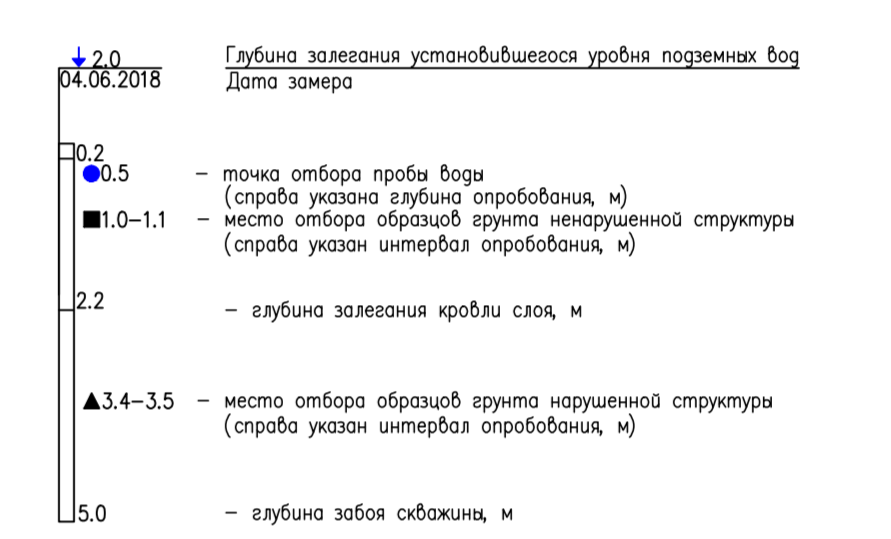 2.0 Глубина залегания установившегося уровня подземных вод
04.06.2018 Дата замера
0.2
0.5 – точка отбора пробы воды
(справа указана глубина опробования, м)
1.0–1.1 – место отбора образцов грунта ненарушенной структуры
(справа указан интервал опробования, м)
2.2 – глубина залегания кровли слоя, м
3.4–3.5 – место отбора образцов грунта нарушенной структуры
(справа указан интервал опробования, м)
5.0 – глубина забоя скважины, м